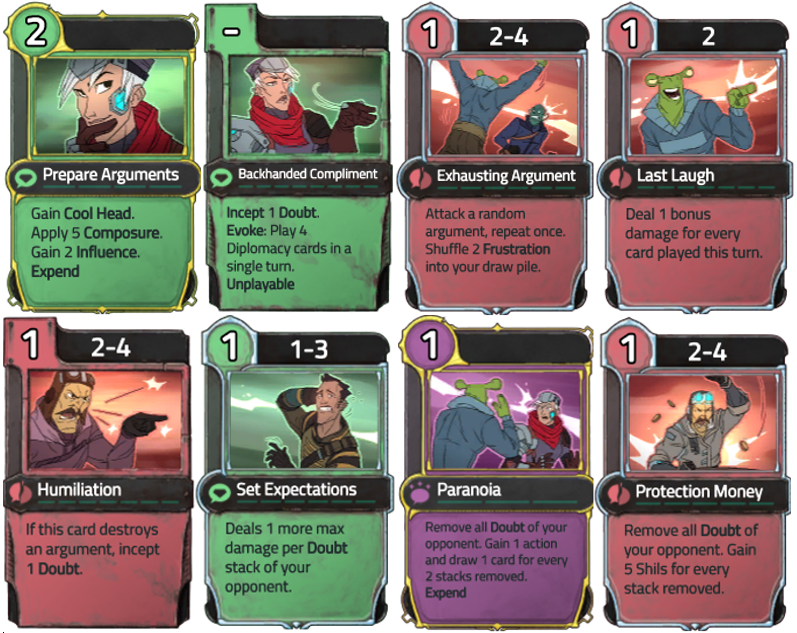 2
Prepare Arguments
Gain Cool Head.
Apply 5 Composure.
Gain 2 Influence.
Expend
-
Backhanded Compliment
Incept 1 Doubt.
Evoke: Play 4
Diplomacy cards in a
single turn.
Unplayable
1
2-4
Exhausting Argument
Attack a random
argument, repeat once.
Shuffle 2 Frustration
into your draw pile.
1
2
Last Laugh
Deal 1 bonus
damage for every
card played this turn.
1
2-4
Humiliation
If this card destroys
an argument, incept
1 Doubt.
1
1-3
Set Expectations
Deals 1 more max
damage per Doubt
stack of your
opponent.
1
Paranoia
Remove all Doubt of your
opponent. Gain 1 action
and draw 1 card for every
2 stacks removed.
Expend
1
2-4
Protection Money
Remove all Doubt of
your opponent. Gain
5 Shils for every
stack removed.